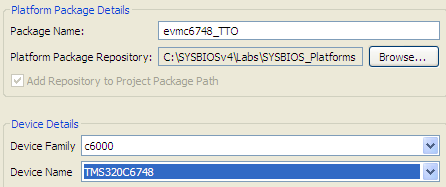 Platform Package Details
Package Name: evmc6748_TTO
Platform Package Repository: C:\SYSBIOSv4\Labs\SYSBIOS_Platforms Browse...
Add Repository to Project Package Path
Device Details
Device Family c6000
Device Name TMS320C6748